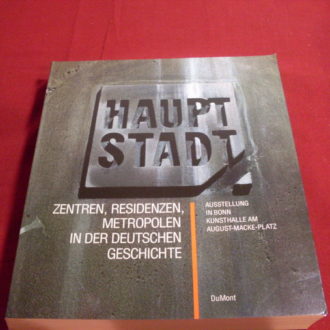 HAUPT
STADT
ZENTREN, RESIDENZEN,
METROPOLEN
IN DER DEUTSCHEN
GESCHICHTE
AUSSTELLUNG
IN BONN
KUNSTHALLE AM
AUGUST-MACKE-PLATZ
DuMont